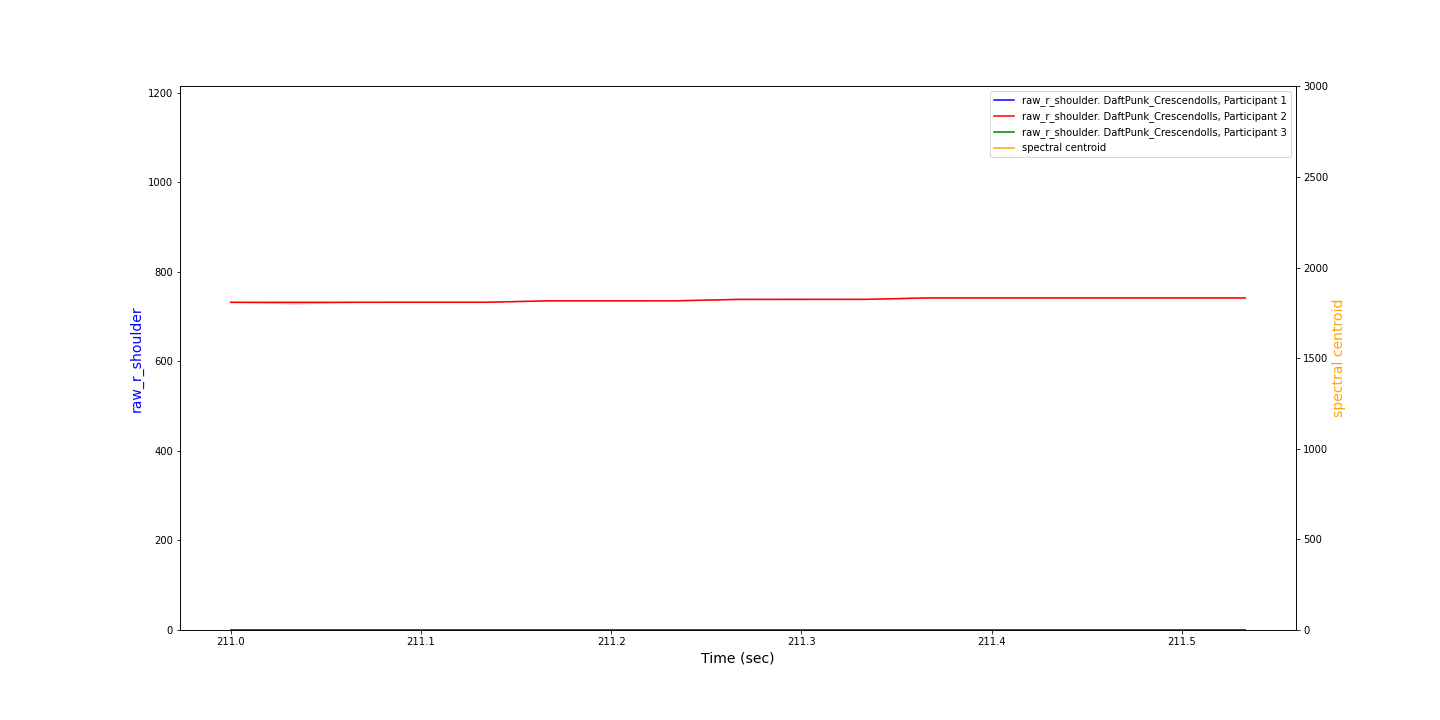 raw_r_shoulder. DaftPunk_Crescendolls, Participant 1
raw_r_shoulder. DaftPunk_Crescendolls, Participant 2
raw_r_shoulder. DaftPunk_Crescendolls, Participant 3
spectral centroid
1200
1000
800
600
400
200
0
raw_r_shoulder
3000
2500
2000
1500
1000
500
0
spectral centroid
211.0 211.1 211.2 211.3 211.4 211.5
Time (sec)